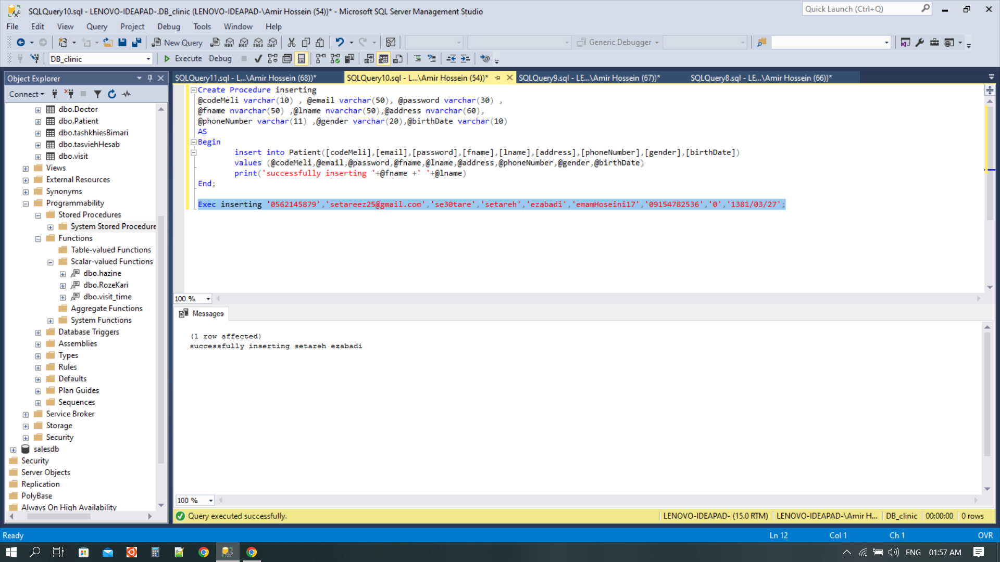 SQLQuery10.sql - LENOVO-IDEAPAD-.DB_clinic (LENOVO-IDEAPAD-\Amir Hossein (54))* - Microsoft SQL Server Management Studio
Quick Launch (Ctrl+Q)
File Edit View Query Project Debug Tools Window Help
New Query MDX DMX XMLA DAX Generic Debugger
DB_clinic Execute Debug
Object Explorer
Connect
dbo.Doctor
dbo.Patient
dbo.tashkhiesBimari
dbo.tasviehHesab
dbo.visit
Views
External Resources
Synonyms
Programmability
Stored Procedures
System Stored Procedure
Functions
Table-valued Functions
Scalar-valued Functions
dbo.hazine
dbo.RozeKari
dbo.visit_time
Aggregate Functions
System Functions
Database Triggers
Assemblies
Types
Rules
Defaults
Plan Guides
Sequences
Service Broker
Storage
Security
salesdb
Security
Server Objects
Replication
PolyBase
Always On High Availability
SQLQuery11.sql - L...\Amir Hossein (68))* SQLQuery10.sql - L...\Amir Hossein (54))* SQLQuery9.sql - LE...\Amir Hossein (67))* SQLQuery8.sql - LE...\Amir Hossein (66))*
Create Procedure inserting
@codeMeli varchar(10) , @email varchar(50), @password varchar(30) ,
@fname nvarchar(50) ,@lname nvarchar(50),@address nvarchar(60),
@phoneNumber varchar(11) ,@gender varchar(20),@birthDate varchar(10)
AS
Begin
insert into Patient([codeMeli],[email],[password],[fname],[lname],[address],[phoneNumber],[gender],[birthDate])
values (@codeMeli,@email,@password,@fname,@lname,@address,@phoneNumber,@gender,@birthDate)
print('successfully inserting '+@fname +' '+@lname)
End;
Exec inserting '0562145879','setareez25@gmail.com','se30tare','setareh','ezabadi','emamHoseini17','09154782536','0','1381/03/27';
100 %
Messages
(1 row affected)
successfully inserting setareh ezabadi
100 %
Query executed successfully. LENOVO-IDEAPAD- (15.0 RTM) LENOVO-IDEAPAD-\Amir H... DB_clinic 00:00:00 0 rows
Ready Ln 12 Col 1 Ch 1 OVR
ENG 01:57 AM